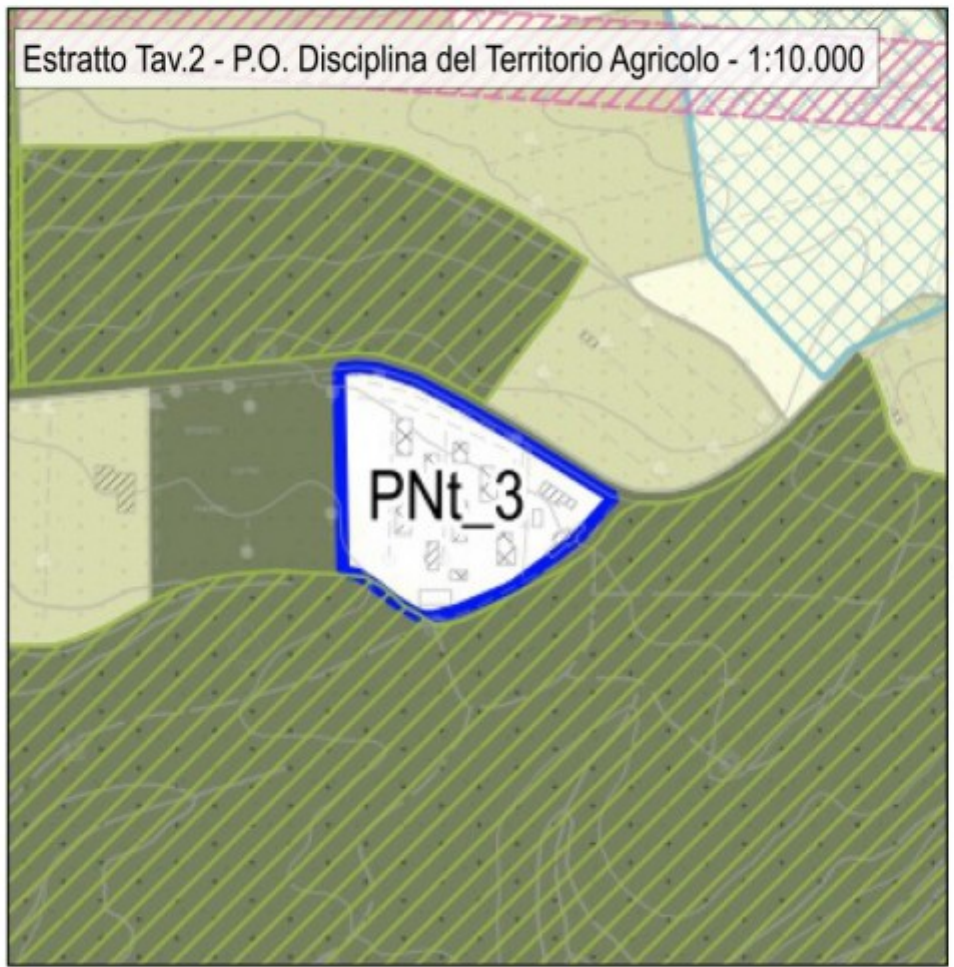 Estratto Tav.2 - P.O. Disciplina del Territorio Agricolo - 1:10.000
PNt_3